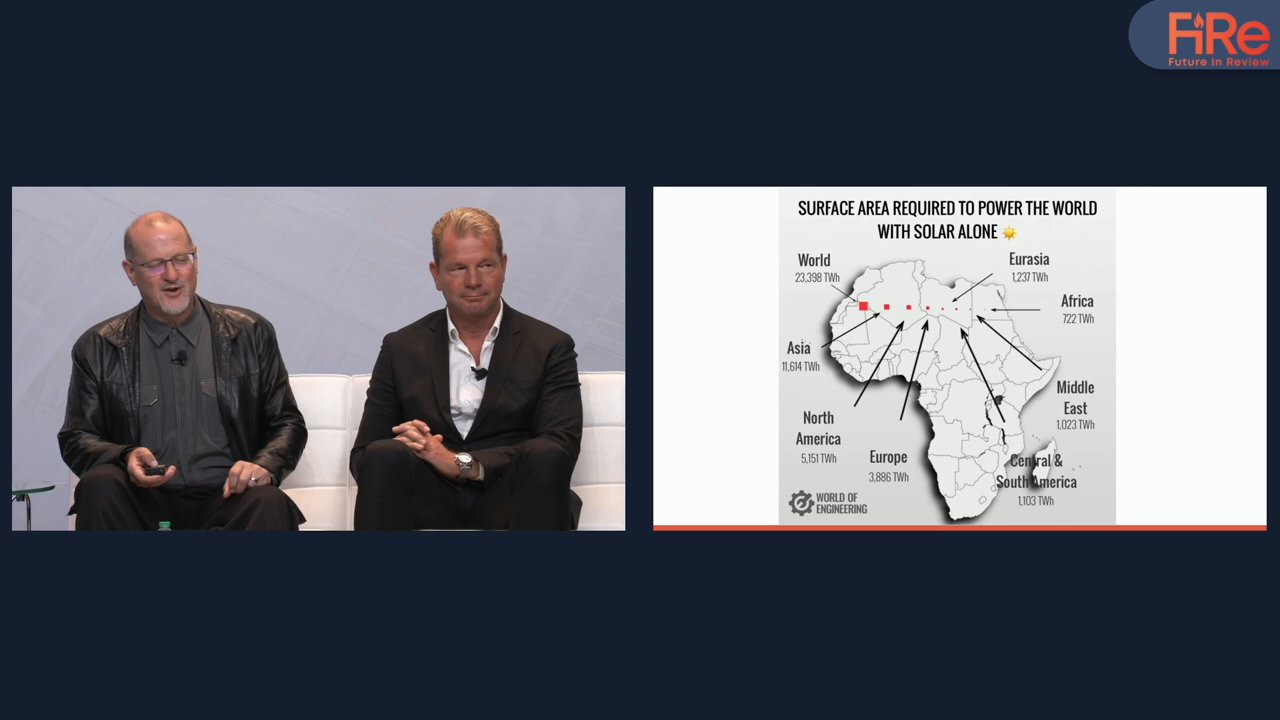 FiRe
Future in Review
SURFACE AREA REQUIRED TO POWER THE WORLD
WITH SOLAR ALONE ☀️
World
23,398 TWh
Eurasia
1,237 TWh
Africa
722 TWh
Asia
11,614 TWh
Middle
East
1,023 TWh
North
America
5,151 TWh
Europe
3,886 TWh
Central &
South America
1,103 TWh
WORLD OF
ENGINEERING